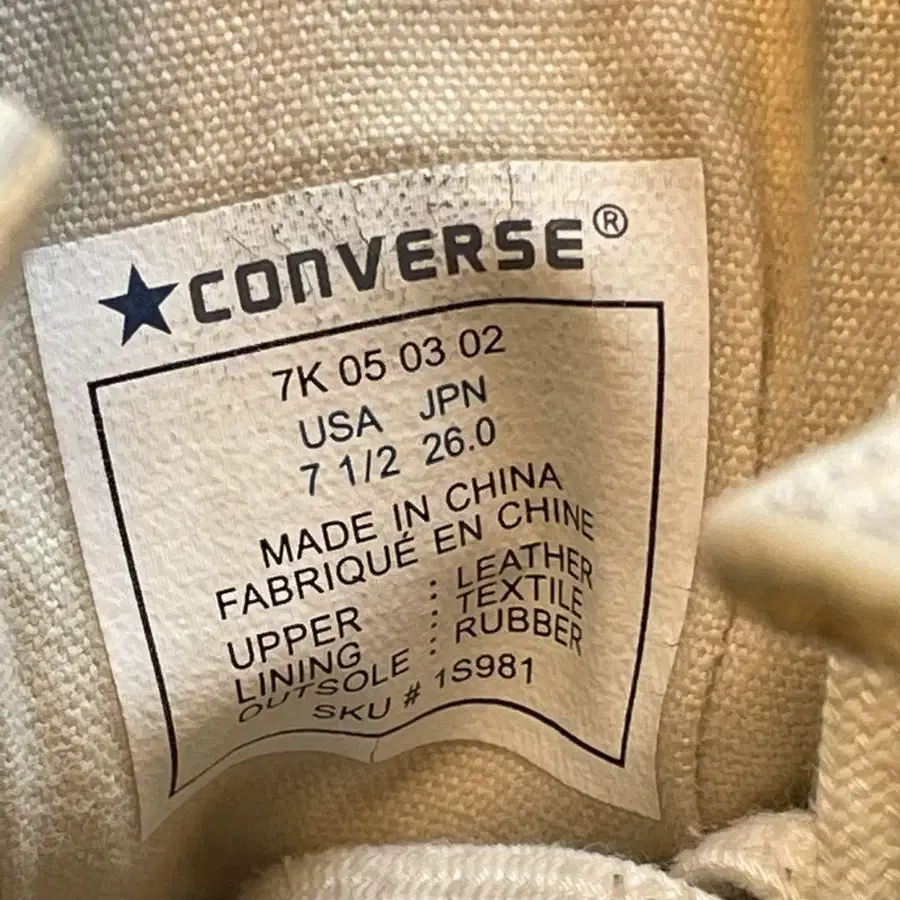 ★CONVERSE®
7K 05 03 02
USA JPN
7 1/2 26.0
MADE IN CHINA
FABRIQUÉ EN CHINE
UPPER : LEATHER
LINING : TEXTILE
OUTSOLE : RUBBER
SKU # 1S981